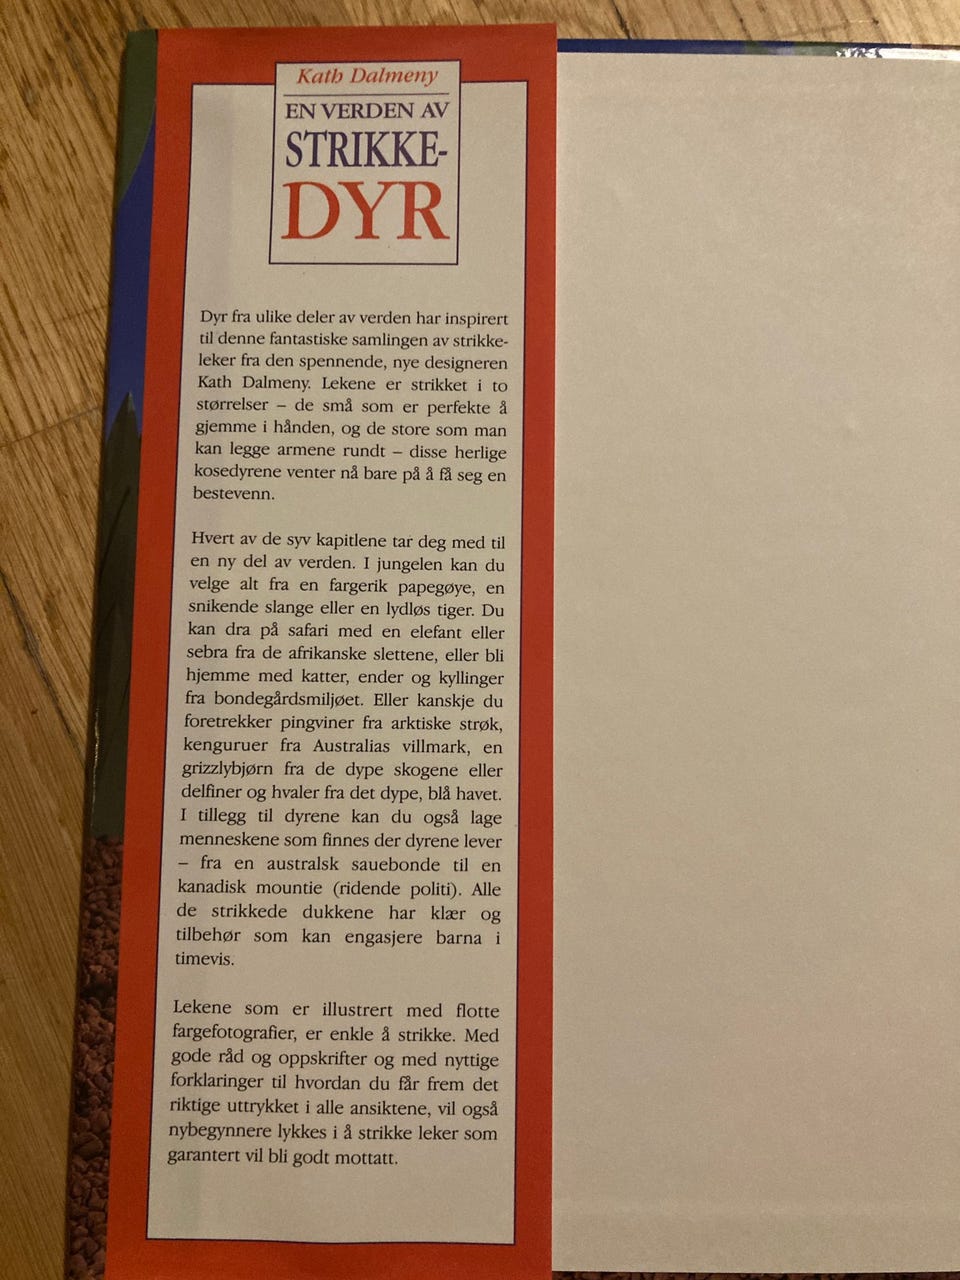 Kath Dalmeny
EN VERDEN AV
STRIKKE-
DYR
Dyr fra ulike deler av verden har inspirert
til denne fantastiske samlingen av strikke-
leker fra den spennende, nye designeren
Kath Dalmeny. Lekene er strikket i to
størrelser – de små som er perfekte å
gjemme i hånden, og de store som man
kan legge armene rundt – disse herlige
kosedyrene venter nå bare på å få seg en
bestevenn.
Hvert av de syv kapitlene tar deg med til
en ny del av verden. I jungelen kan du
velge alt fra en fargerik papegøye, en
snikende slange eller en lydløs tiger. Du
kan dra på safari med en elefant eller
sebra fra de afrikanske slettene, eller bli
hjemme med katter, ender og kyllinger
fra bondegårdsmiljøet. Eller kanskje du
foretrekker pingviner fra arktiske strøk,
kenguruer fra Australias villmark, en
grizzlybjørn fra de dype skogene eller
delfiner og hvaler fra det dype, blå havet.
I tillegg til dyrene kan du også lage
menneskene som finnes der dyrene lever
– fra en australsk sauebonde til en
kanadisk mountie (ridende politi). Alle
de strikkede dukkene har klær og
tilbehør som kan engasjere barna i
timevis.
Lekene som er illustrert med flotte
fargefotografier, er enkle å strikke. Med
gode råd og oppskrifter og med nyttige
forklaringer til hvordan du får frem det
riktige uttrykket i alle ansiktene, vil også
nybegynnere lykkes i å strikke leker som
garantert vil bli godt mottatt.